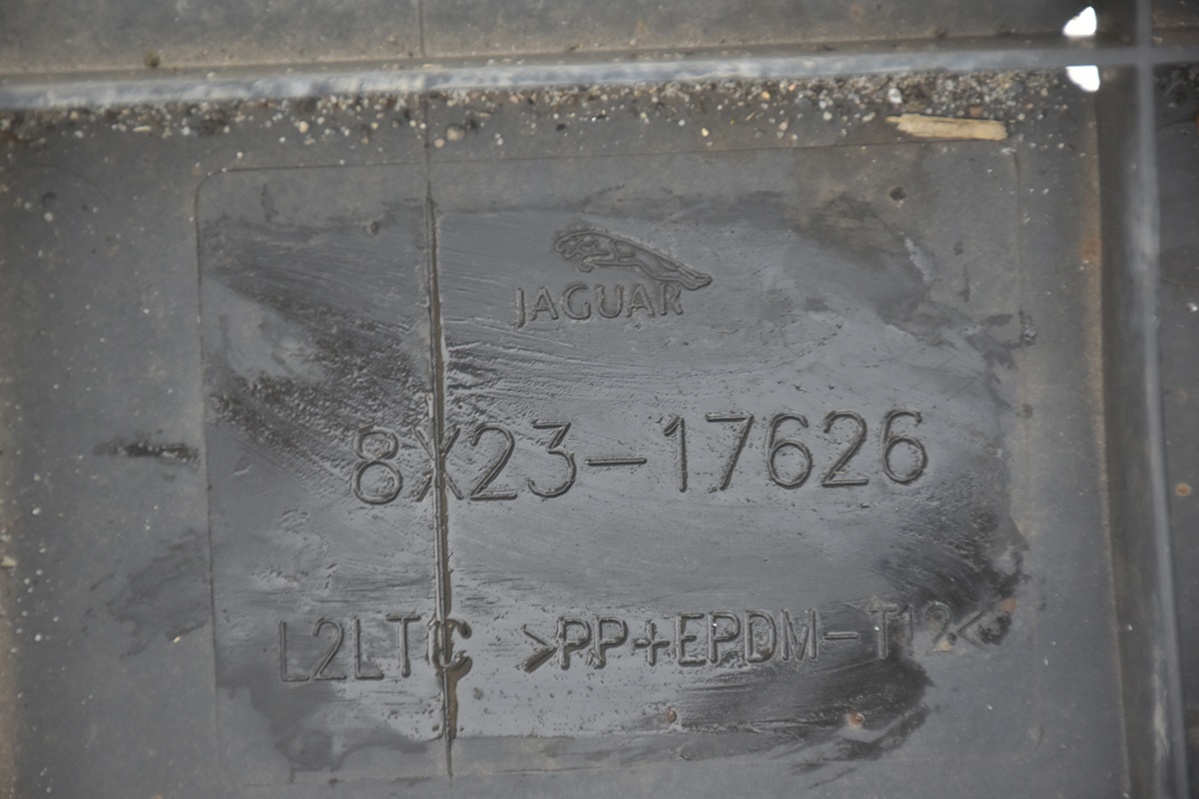 JAGUAR
8X23-17626
L2LTC >PP+EPDM-T12<